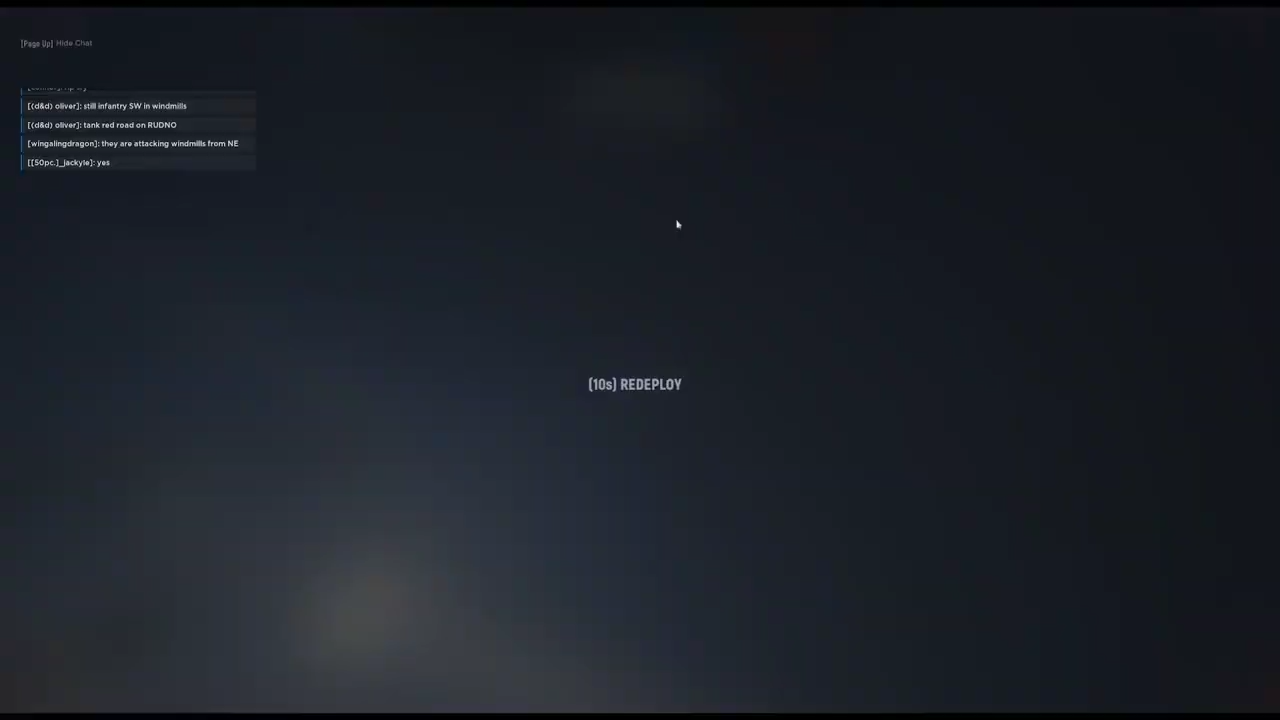 [Page Up] Hide Chat
[(d&d) oliver]: still infantry SW in windmills
[(d&d) oliver]: tank red road on RUDNO
[wingalingdragon]: they are attacking windmills from NE
[[50pc.]_jackyle]: yes
(10s) REDEPLOY